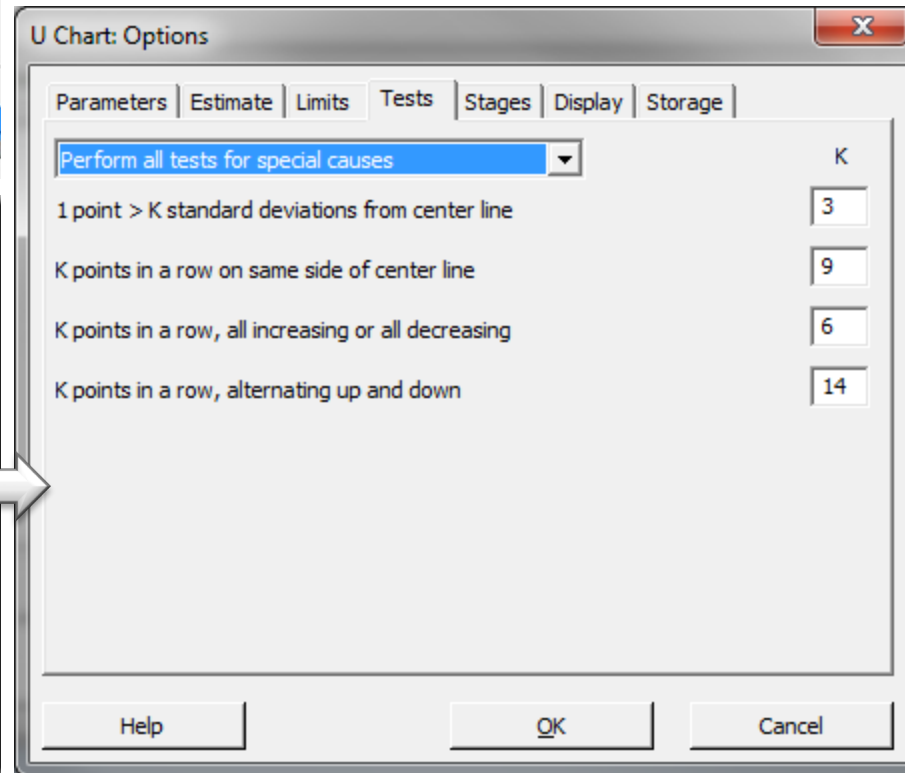 U Chart: Options
Parameters Estimate Limits Tests Stages Display Storage
Perform all tests for special causes K
1 point > K standard deviations from center line 3
K points in a row on same side of center line 9
K points in a row, all increasing or all decreasing 6
K points in a row, alternating up and down 14
Help OK Cancel